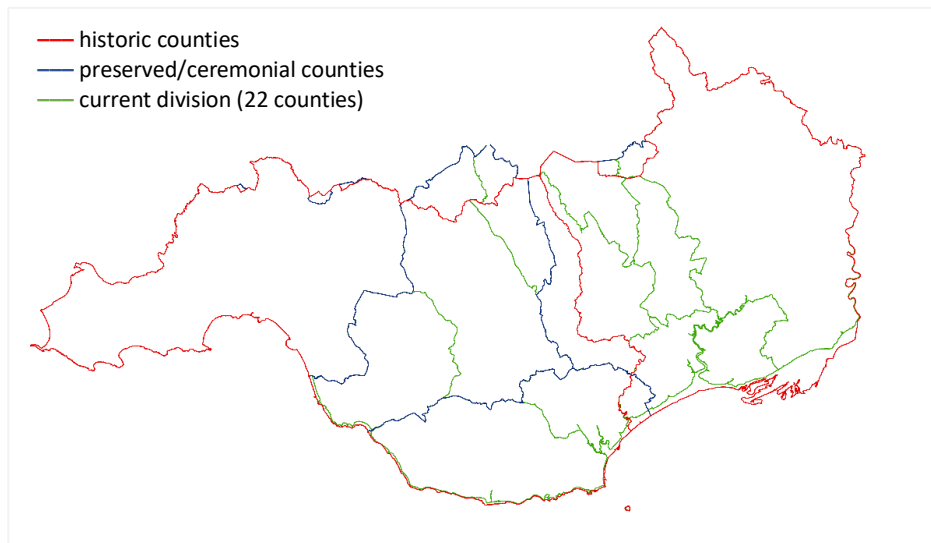 historic counties
preserved/ceremonial counties
current division (22 counties)